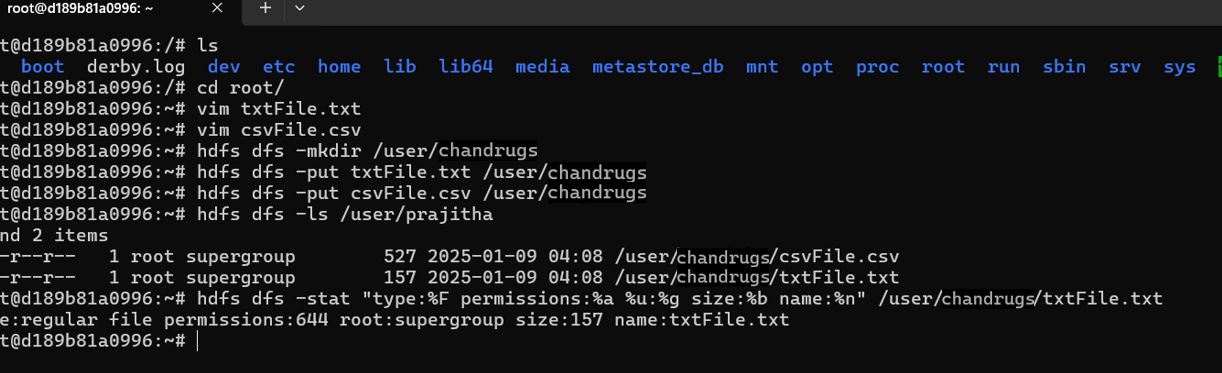 root@d189b81a0996: ~
t@d189b81a0996:/# ls
boot derby.log dev etc home lib lib64 media metastore_db mnt opt proc root run sbin srv sys
t@d189b81a0996:/# cd root/
t@d189b81a0996:~# vim txtFile.txt
t@d189b81a0996:~# vim csvFile.csv
t@d189b81a0996:~# hdfs dfs -mkdir /user/chandrugs
t@d189b81a0996:~# hdfs dfs -put txtFile.txt /user/chandrugs
t@d189b81a0996:~# hdfs dfs -put csvFile.csv /user/chandrugs
t@d189b81a0996:~# hdfs dfs -ls /user/prajitha
nd 2 items
-r--r-- 1 root supergroup 527 2025-01-09 04:08 /user/chandrugs/csvFile.csv
-r--r-- 1 root supergroup 157 2025-01-09 04:08 /user/chandrugs/txtFile.txt
t@d189b81a0996:~# hdfs dfs -stat "type:%F permissions:%a %u:%g size:%b name:%n" /user/chandrugs/txtFile.txt
e:regular file permissions:644 root:supergroup size:157 name:txtFile.txt
t@d189b81a0996:~#